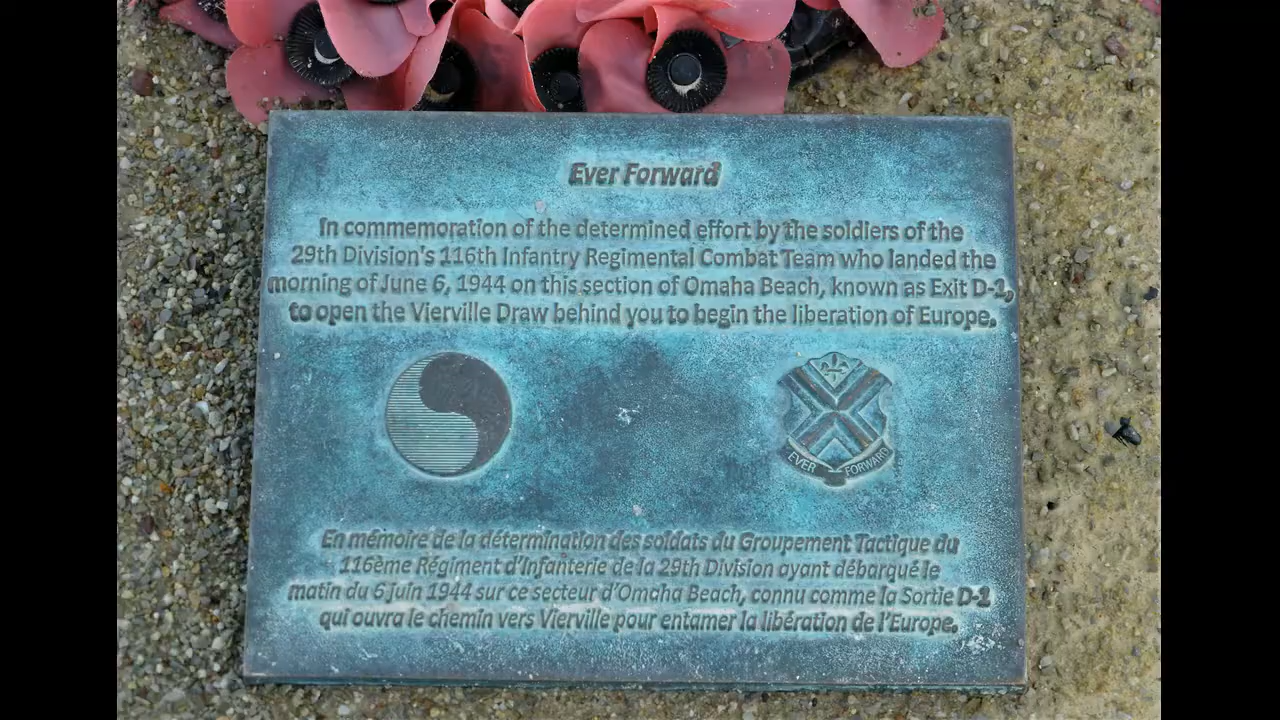 Ever Forward
In commemoration of the determined effort by the soldiers of the
29th Division's 116th Infantry Regimental Combat Team who landed the
morning of June 6, 1944 on this section of Omaha Beach, known as Exit D-1,
to open the Vierville Draw behind you to begin the liberation of Europe.
EVER FORWARD
En mémoire de la détermination des soldats du Groupement Tactique du
116ème Régiment d'Infanterie de la 29th Division ayant débarqué le
matin du 6 juin 1944 sur ce secteur d'Omaha Beach, connu comme la Sortie D-1
qui ouvra le chemin vers Vierville pour entamer la libération de l'Europe.